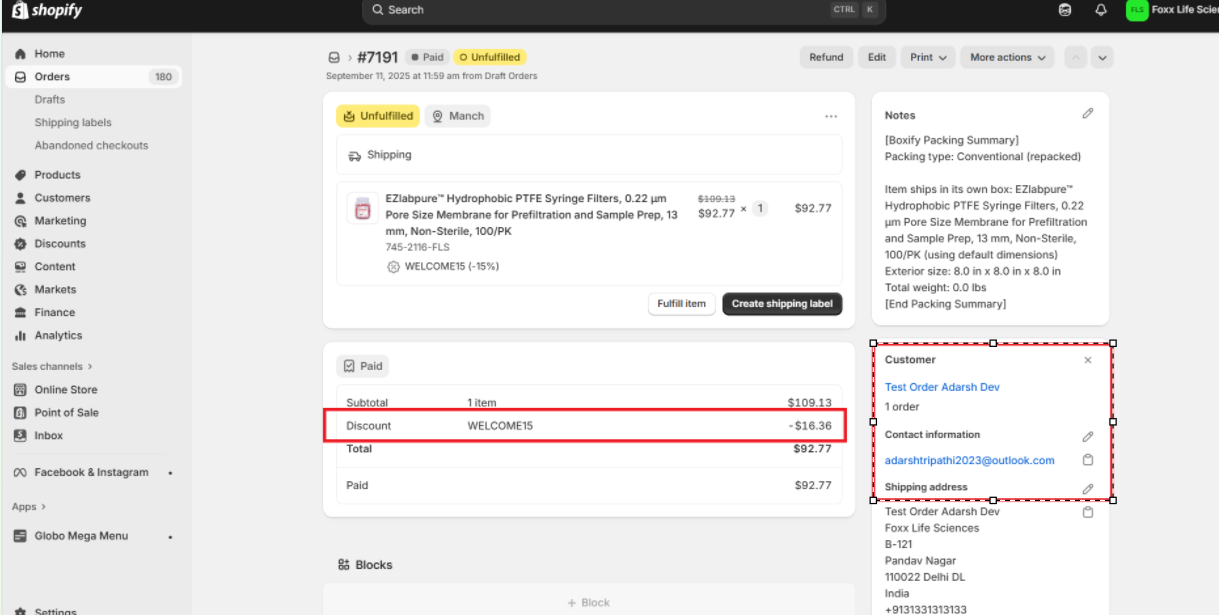 shopify
Search
CTRL K
FLS
Foxx Life Scien
Home
Orders 180
Drafts
Shipping labels
Abandoned checkouts
Products
Customers
Marketing
Discounts
Content
Markets
Finance
Analytics
Sales channels >
Online Store
Point of Sale
Inbox
Facebook & Instagram •
Apps >
Globo Mega Menu •
Settings
#7191 Paid Unfulfilled
September 11, 2025 at 11:59 am from Draft Orders
Refund Edit Print More actions
Unfulfilled Manch
Shipping
EZlabpure™ Hydrophobic PTFE Syringe Filters, 0.22 µm
Pore Size Membrane for Prefiltration and Sample Prep, 13
mm, Non-Sterile, 100/PK
745-2116-FLS
WELCOME15 (-15%)
$109.13
$92.77 × 1 $92.77
Fulfill item Create shipping label
Paid
Subtotal 1 item $109.13
Discount WELCOME15 -$16.36
Total $92.77
Paid $92.77
Blocks
+ Block
Notes
[Boxify Packing Summary]
Packing type: Conventional (repacked)
Item ships in its own box: EZlabpure™
Hydrophobic PTFE Syringe Filters, 0.22
µm Pore Size Membrane for Prefiltration
and Sample Prep, 13 mm, Non-Sterile,
100/PK (using default dimensions)
Exterior size: 8.0 in x 8.0 in x 8.0 in
Total weight: 0.0 lbs
[End Packing Summary]
Customer
Test Order Adarsh Dev
1 order
Contact information
adarshtripathi2023@outlook.com
Shipping address
Test Order Adarsh Dev
Foxx Life Sciences
B-121
Pandav Nagar
110022 Delhi DL
India
+9131331313133